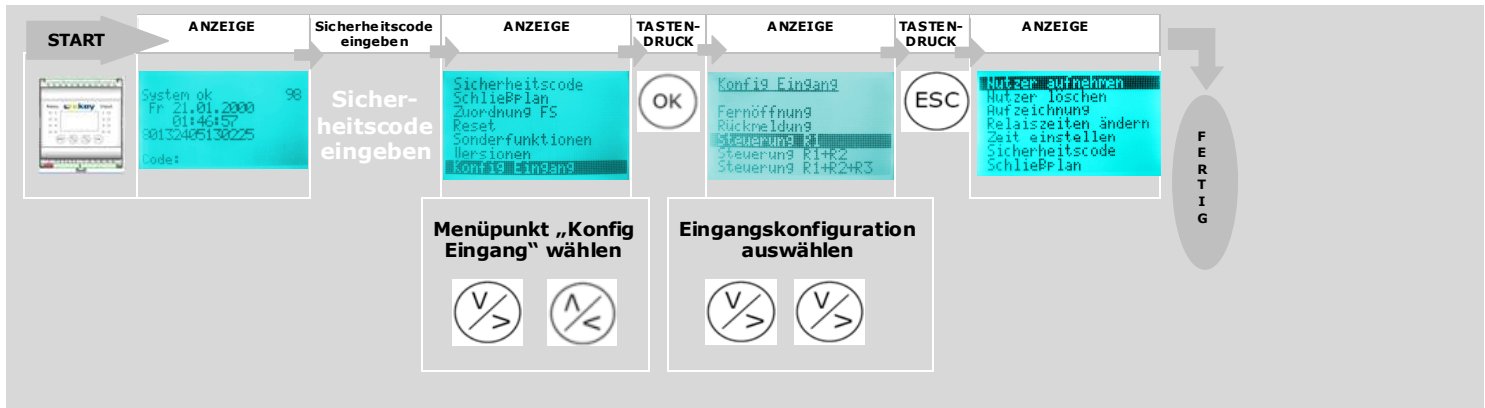 START
ANZEIGE
Sicherheitscode
eingeben
ANZEIGE
TASTEN-
DRUCK
ANZEIGE
TASTEN-
DRUCK
ANZEIGE
ekey
System ok 98
Fr 21.01.2000
01:46:57
80132405130225
Code:
Sicher-
heitscode
eingeben
Sicherheitscode
Schließplan
Zuordnung FS
Reset
Sonderfunktionen
Versionen
Konfig Eingang
OK
Konfig Eingang
Fernöffnung
Rückmeldung
Steuerung R1
Steuerung R1+R2
Steuerung R1+R2+R3
ESC
Nutzer aufnehmen
Nutzer löschen
Aufzeichnung
Relaiszeiten ändern
Zeit einstellen
Sicherheitscode
Schließplan
F
E
R
T
I
G
Menüpunkt „Konfig
Eingang“ wählen
V/>
Λ/<
Eingangskonfiguration
auswählen
V/>
V/>